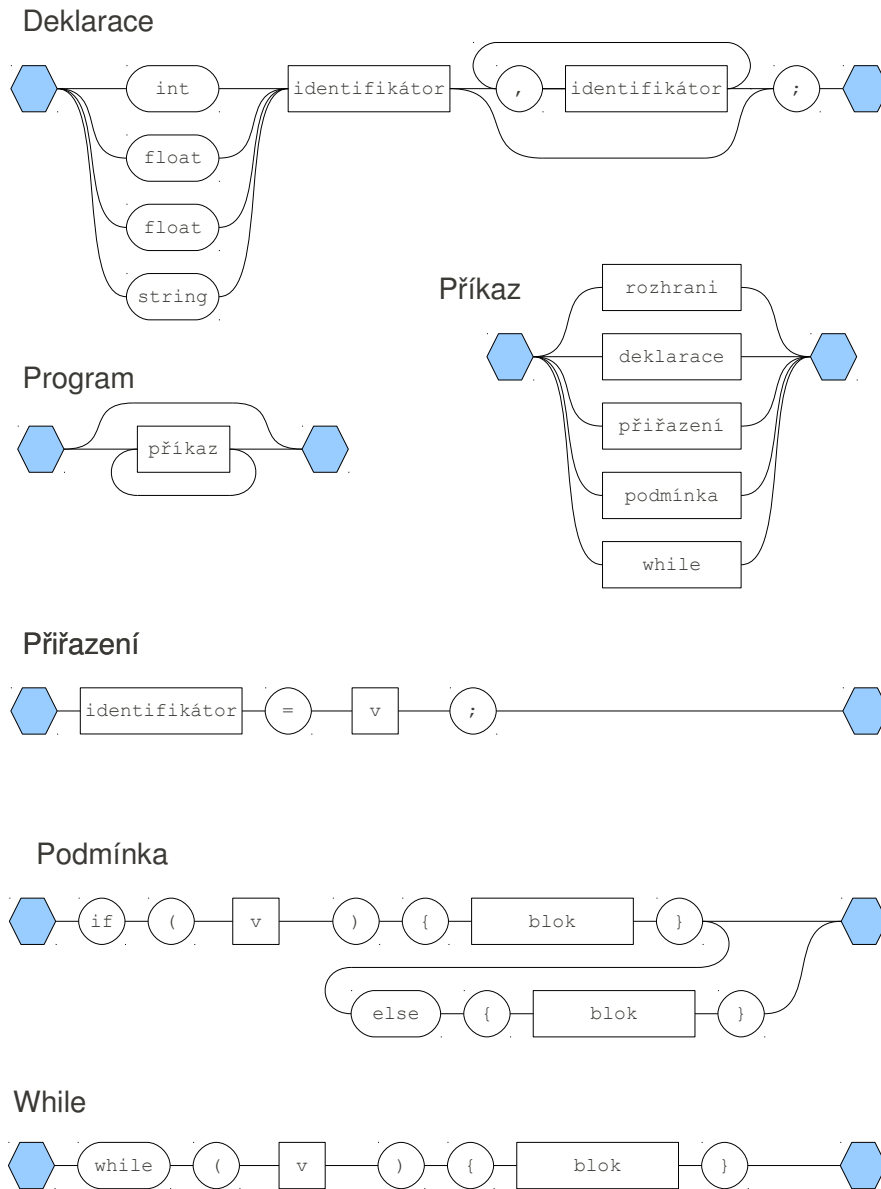 Deklarace
int identifikátor , identifikátor ;
float
float
string
Příkaz
rozhrani
deklarace
přiřazení
podmínka
while
Program
příkaz
Přiřazení
identifikátor = v ;
Podmínka
if ( v ) { blok }
else { blok }
While
while ( v ) { blok }